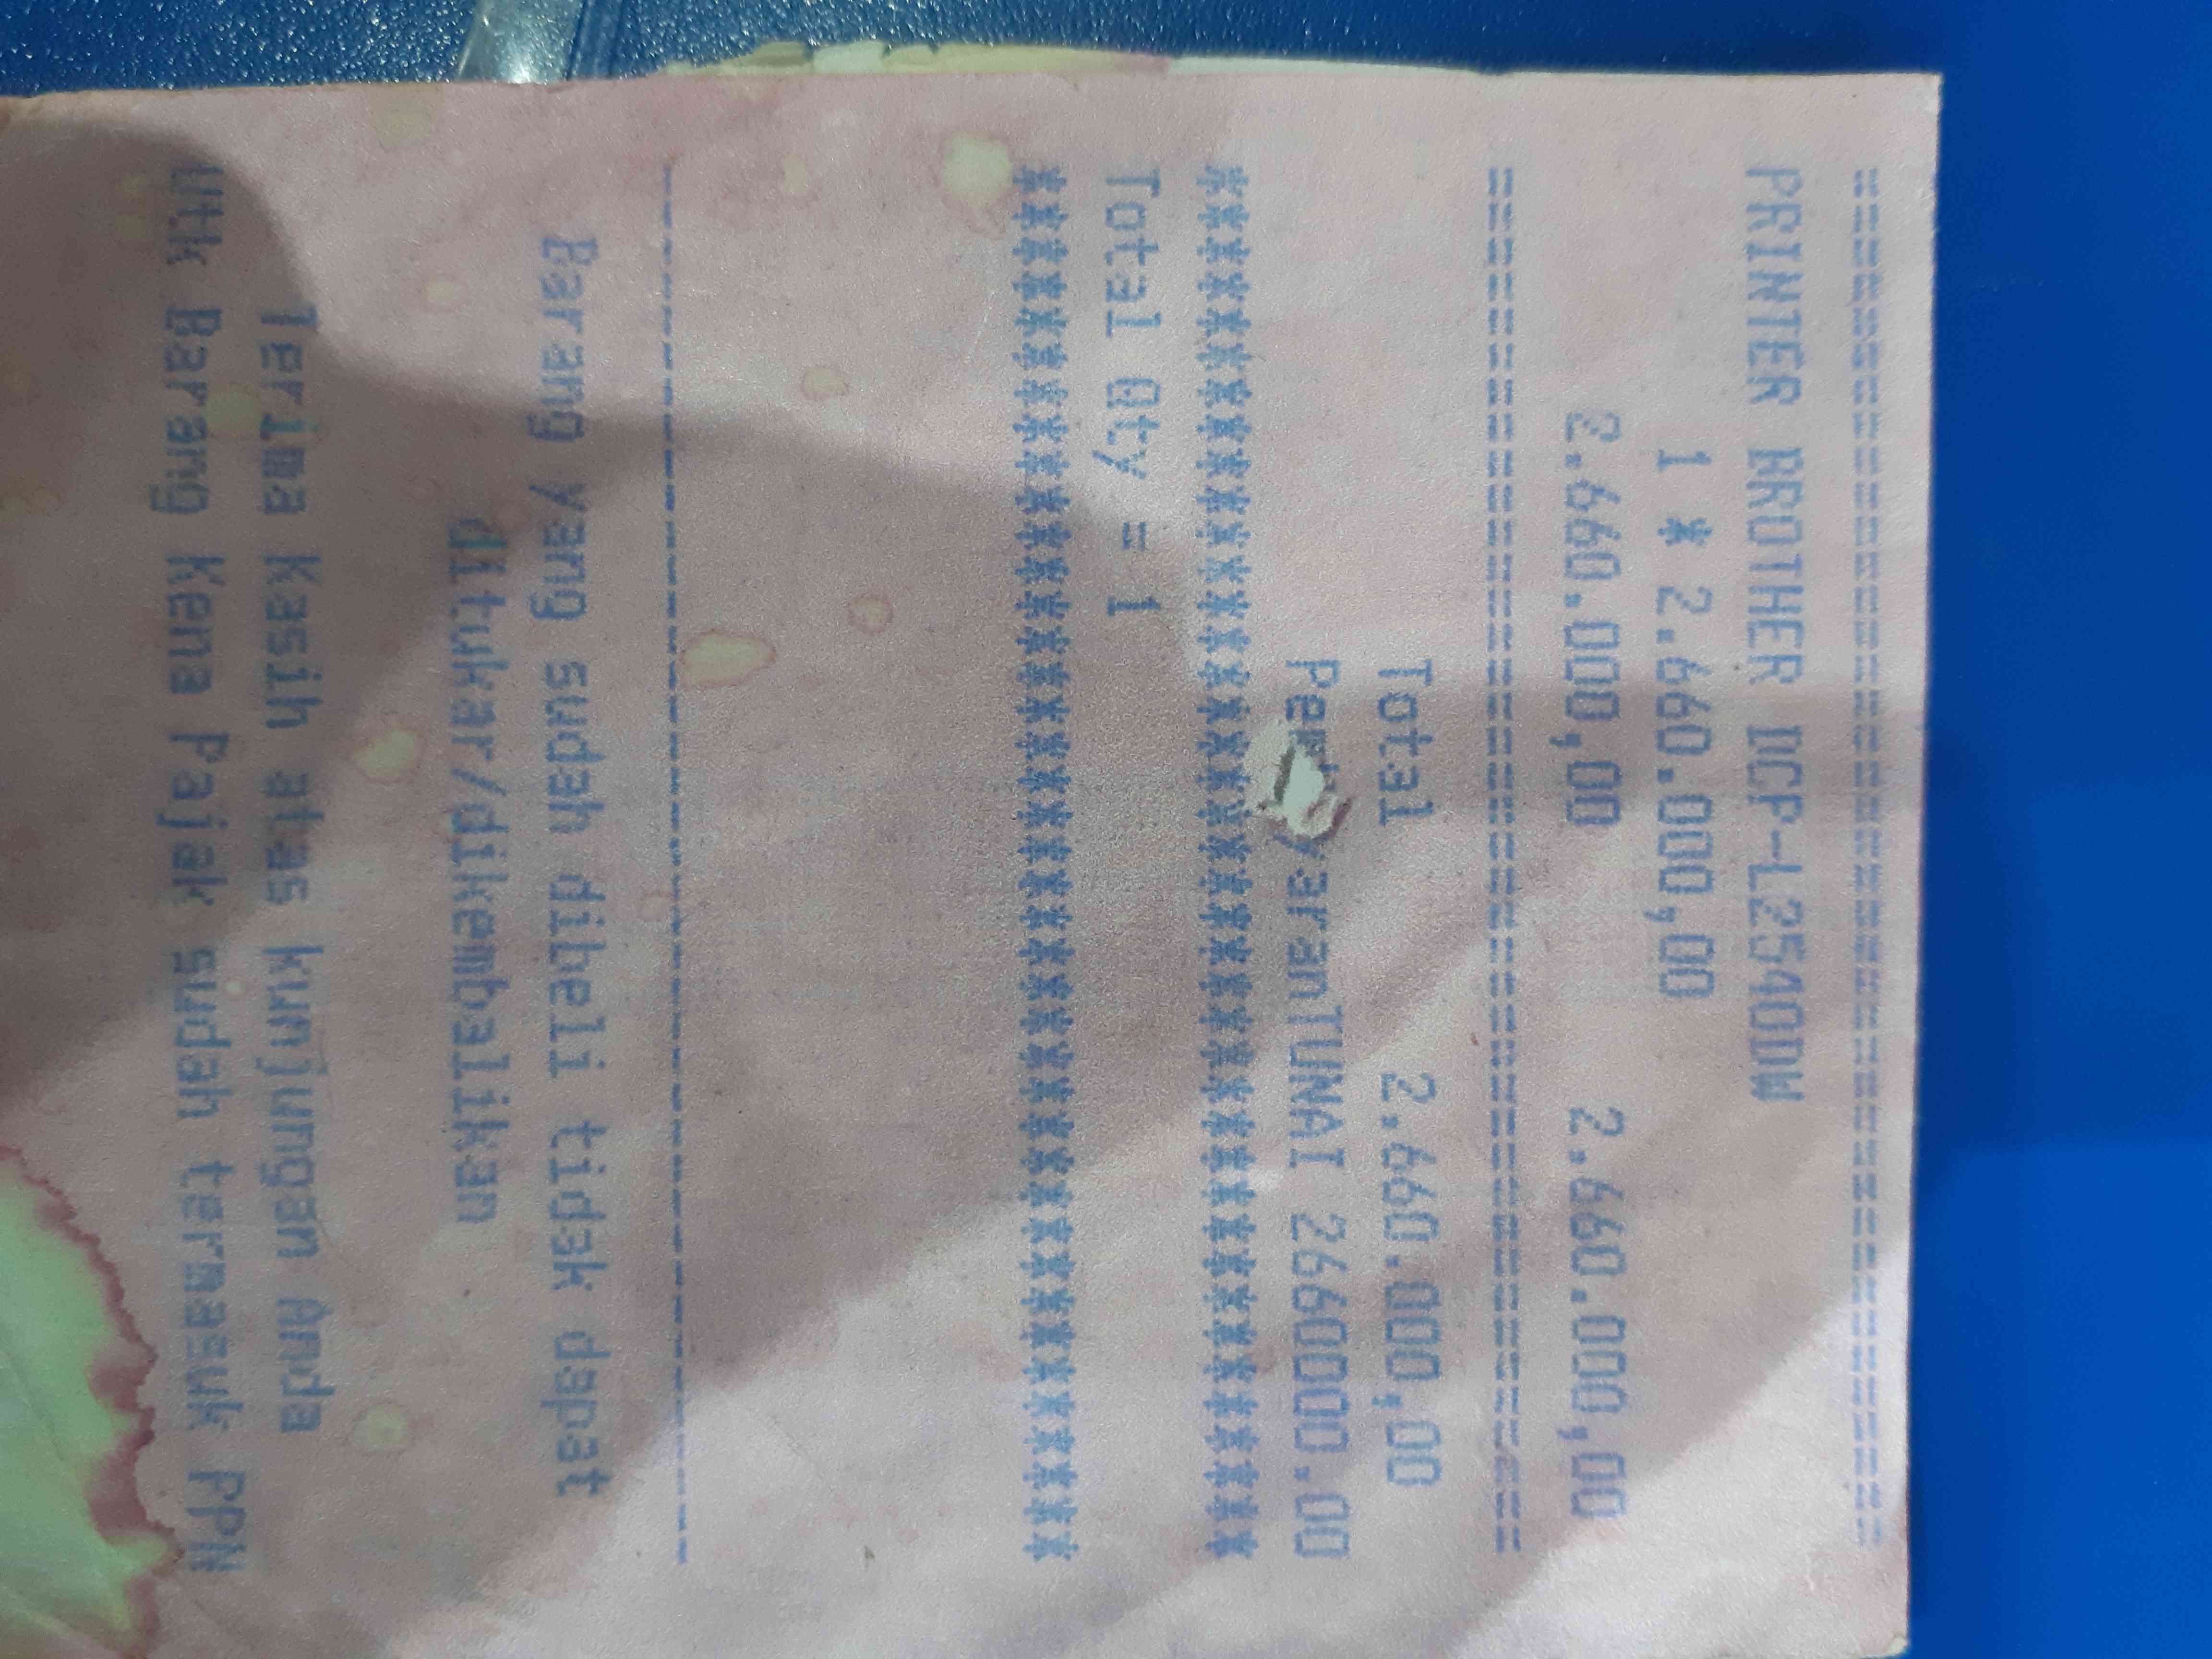 ========================================
PRINTER BROTHER DCP-L2540DW
1 * 2.660.000,00
2.660.000,00 2.660.000,00
========================================
Total 2.660.000,00
TUNAI 2660000.00
****************************************
Total Qty = 1
****************************************
----------------------------------------
Barang yang sudah dibeli tidak dapat
ditukar/dikembalikan
Terima kasih atas kunjungan Anda
Utk Barang Kena Pajak sudah termasuk PPN